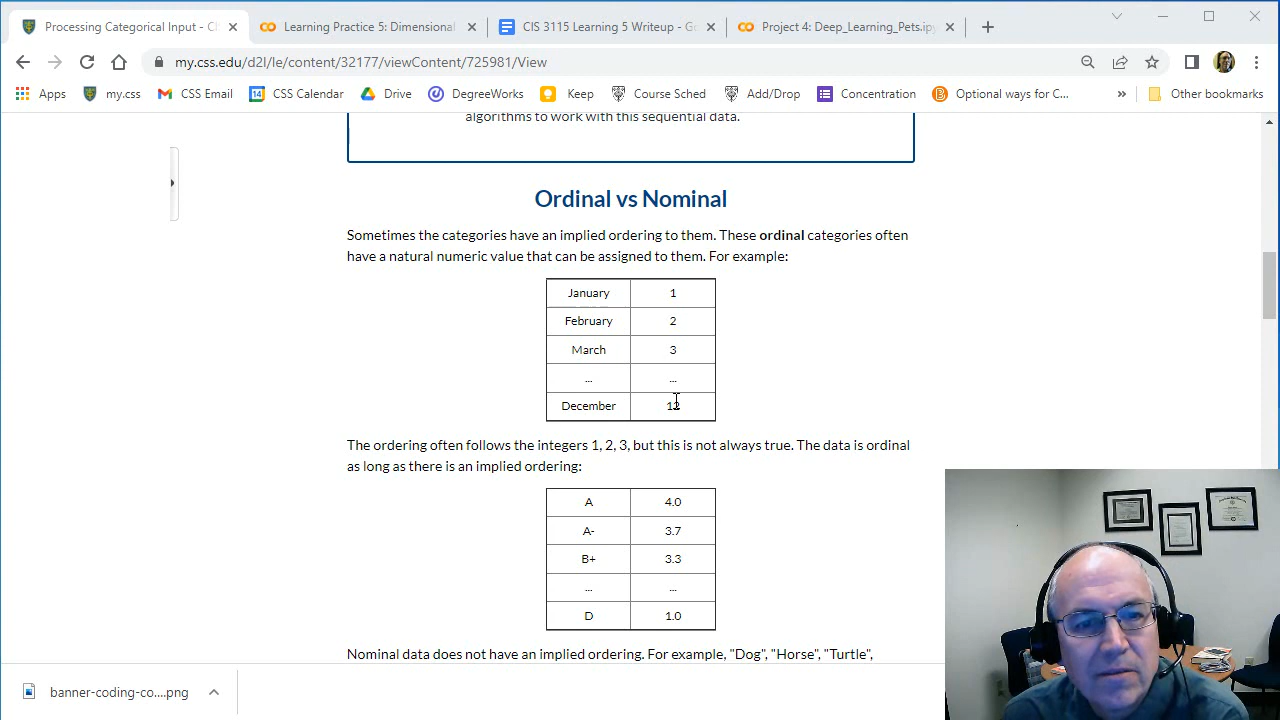 Processing Categorical Input - CI
Learning Practice 5: Dimensional
CIS 3115 Learning 5 Writeup - Go
Project 4: Deep_Learning_Pets.ipy
my.css.edu/d2l/le/content/32177/viewContent/725981/View
Apps
my.css
CSS Email
14
CSS Calendar
Drive
DegreeWorks
Keep
Course Sched
Add/Drop
Concentration
Optional ways for C...
»
Other bookmarks
algorithms to work with this sequential data.
Ordinal vs Nominal
Sometimes the categories have an implied ordering to them. These ordinal categories often
have a natural numeric value that can be assigned to them. For example:
January 1
February 2
March 3
... ...
December 12
The ordering often follows the integers 1, 2, 3, but this is not always true. The data is ordinal
as long as there is an implied ordering:
A 4.0
A- 3.7
B+ 3.3
... ...
D 1.0
Nominal data does not have an implied ordering. For example, "Dog", "Horse", "Turtle",
banner-coding-co....png